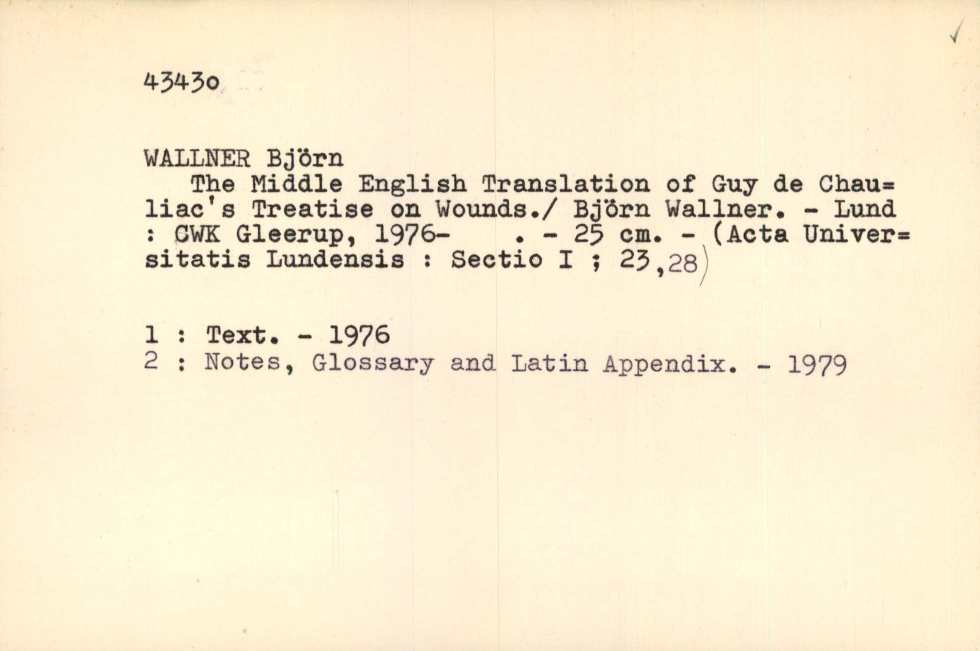 43430
WALLNER Björn
The Middle English Translation of Guy de Chau=
liac's Treatise on Wounds./ Björn Wallner. - Lund
: CWK Gleerup, 1976-    . - 25 cm. - (Acta Univer=
sitatis Lundensis : Sectio I ; 23,28)
1 : Text. - 1976
2 : Notes, Glossary and Latin Appendix. - 1979